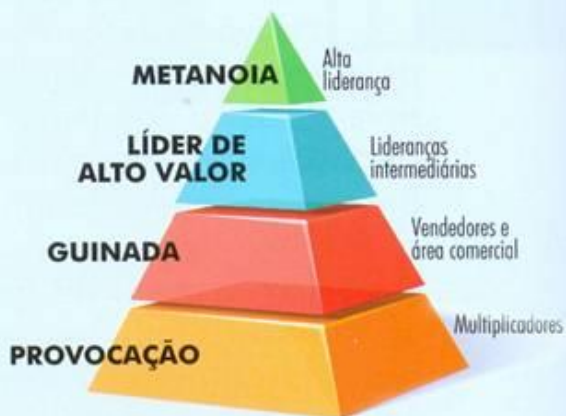 METANOIA
Alta
liderança
LÍDER DE
ALTO VALOR
Lideranças
intermediárias
GUINADA
Vendedores e
área comercial
PROVOCAÇÃO
Multiplicadores